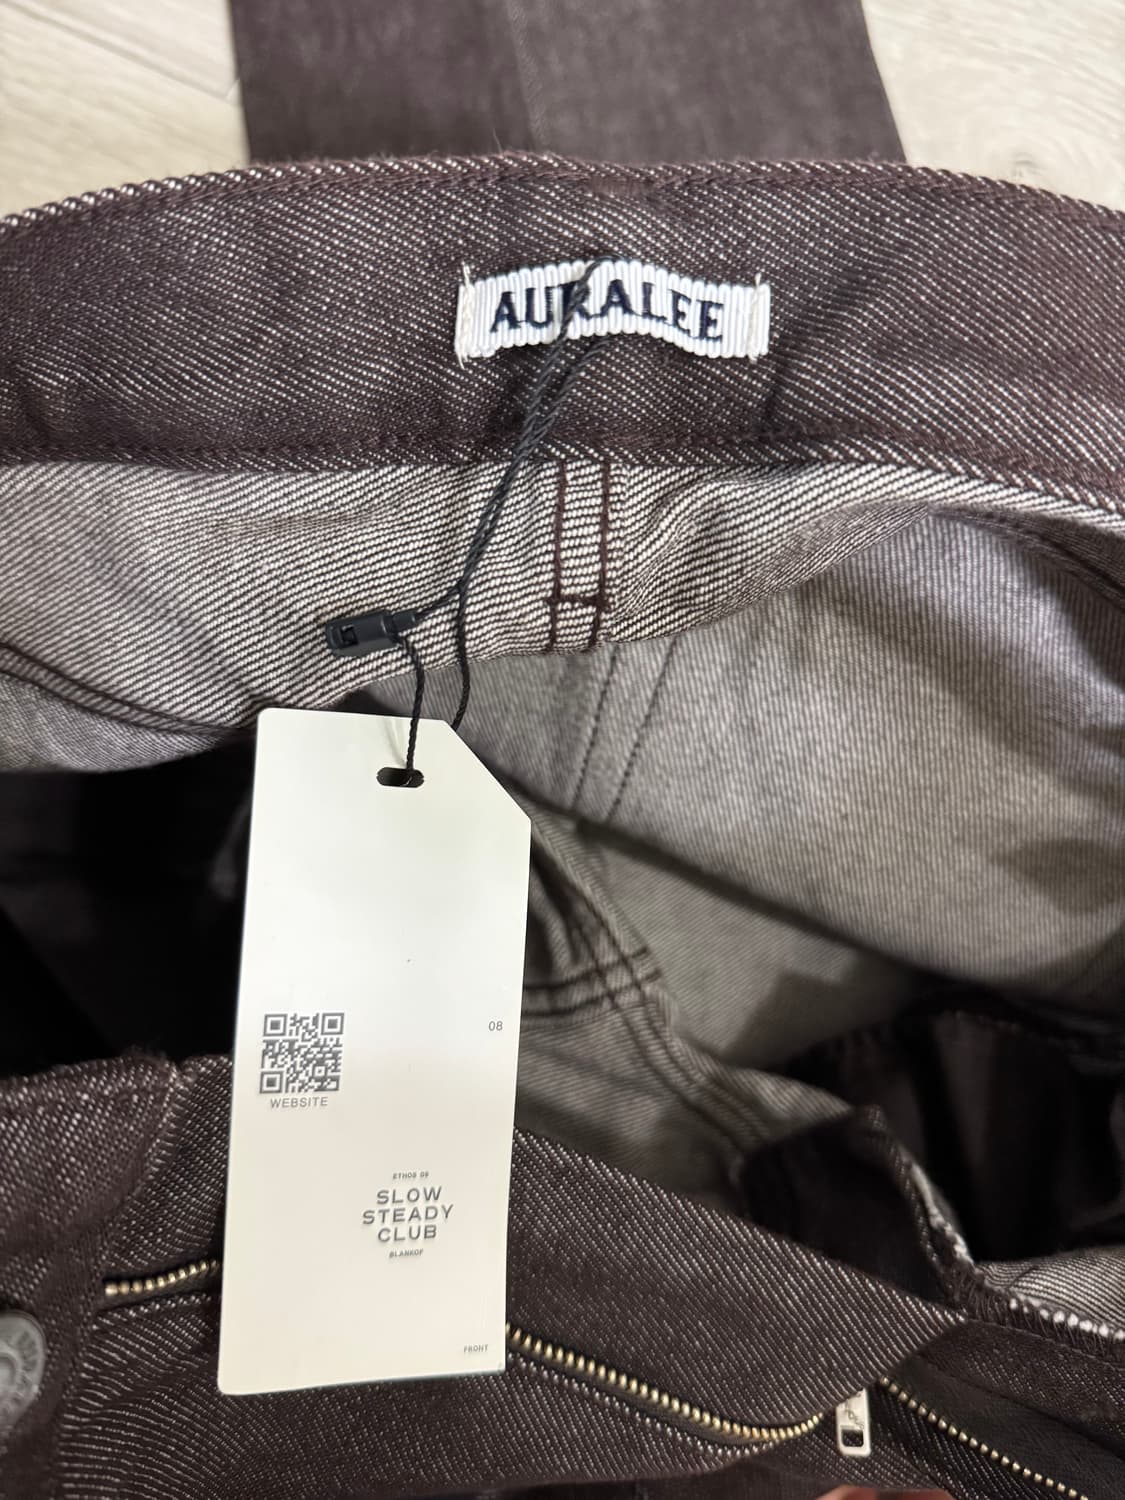 AURALEE
08
WEBSITE
ETHOS 08
SLOW
STEADY
CLUB
BLANKOF
FRONT